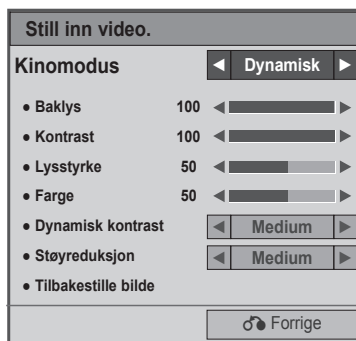 Still inn video.
Kinomodus ◄ Dynamisk ►
● Baklys 100
● Kontrast 100
● Lysstyrke 50
● Farge 50
● Dynamisk kontrast ◄ Medium ►
● Støyreduksjon ◄ Medium ►
● Tilbakestille bilde
Forrige